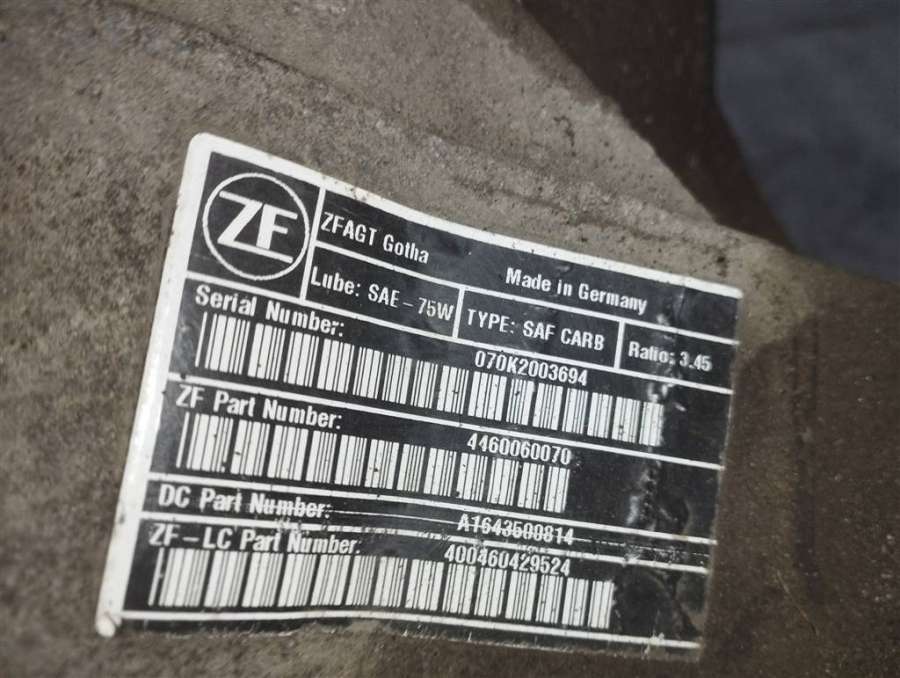 ZF
ZFAGT Gotha Made in Germany
Lube: SAE-75W TYPE: SAF CARB Ratio: 3.45
Serial Number:
070K2003694
ZF Part Number:
4460060070
DC Part Number:
A1643500814
ZF-LC Part Number:
400460429524